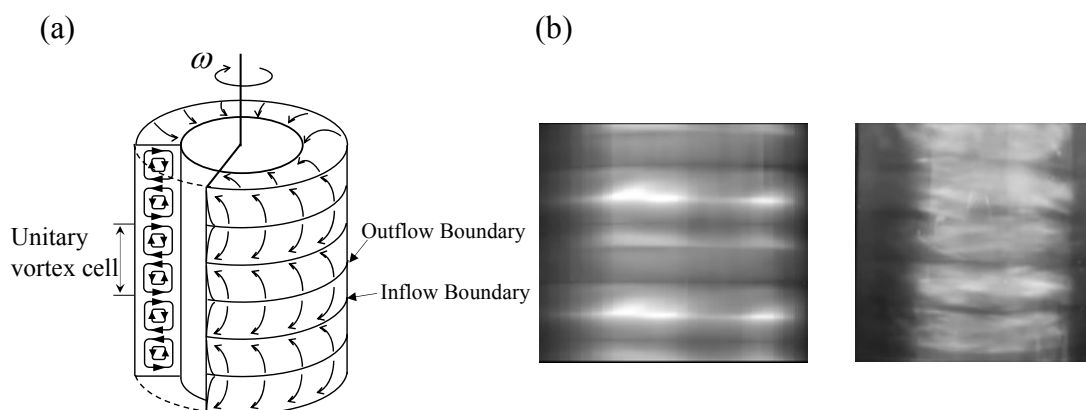 (a)
(b)
ω
Unitary
vortex cell
Outflow Boundary
Inflow Boundary